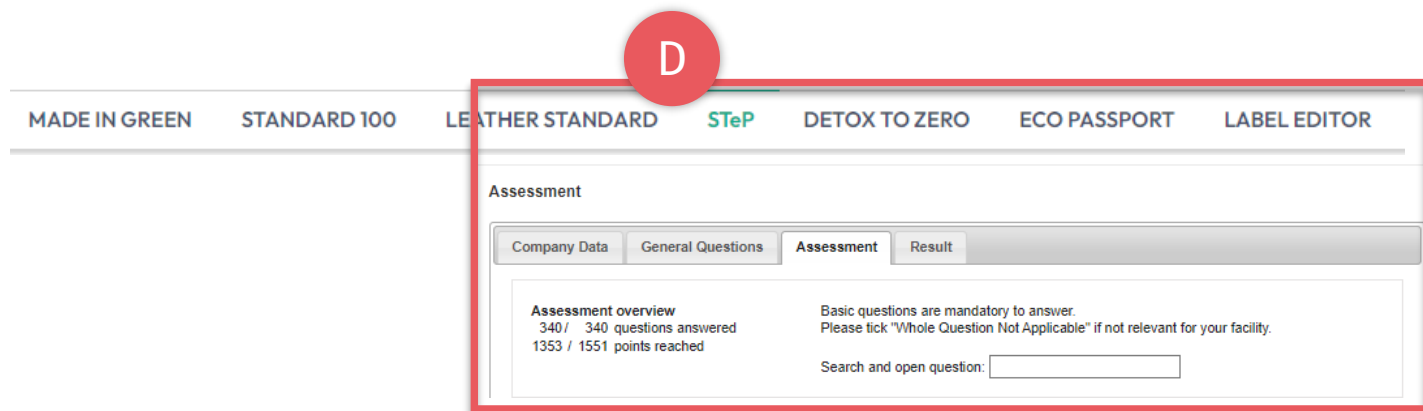 D
MADE IN GREEN STANDARD 100 LEATHER STANDARD STeP DETOX TO ZERO ECO PASSPORT LABEL EDITOR
Assessment
Company Data General Questions Assessment Result
Assessment overview
340 / 340 questions answered
1353 / 1551 points reached
Basic questions are mandatory to answer.
Please tick "Whole Question Not Applicable" if not relevant for your facility.
Search and open question: